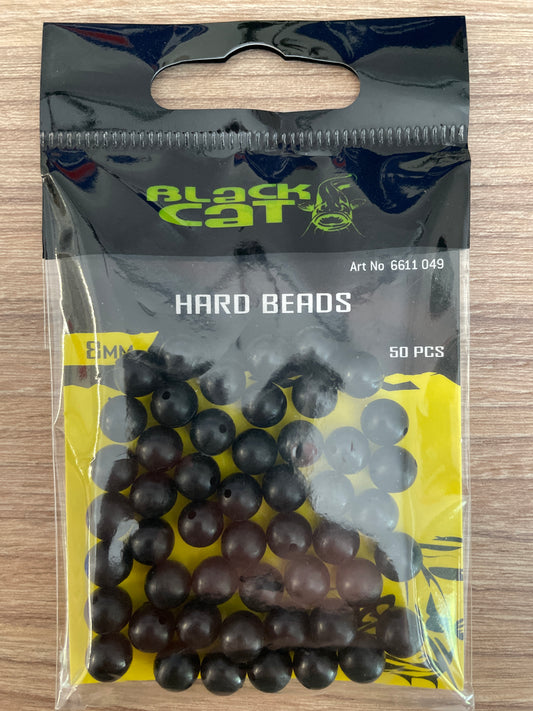 BLACK
CAT
Art No 6611 049
HARD BEADS
8MM
50 PCS